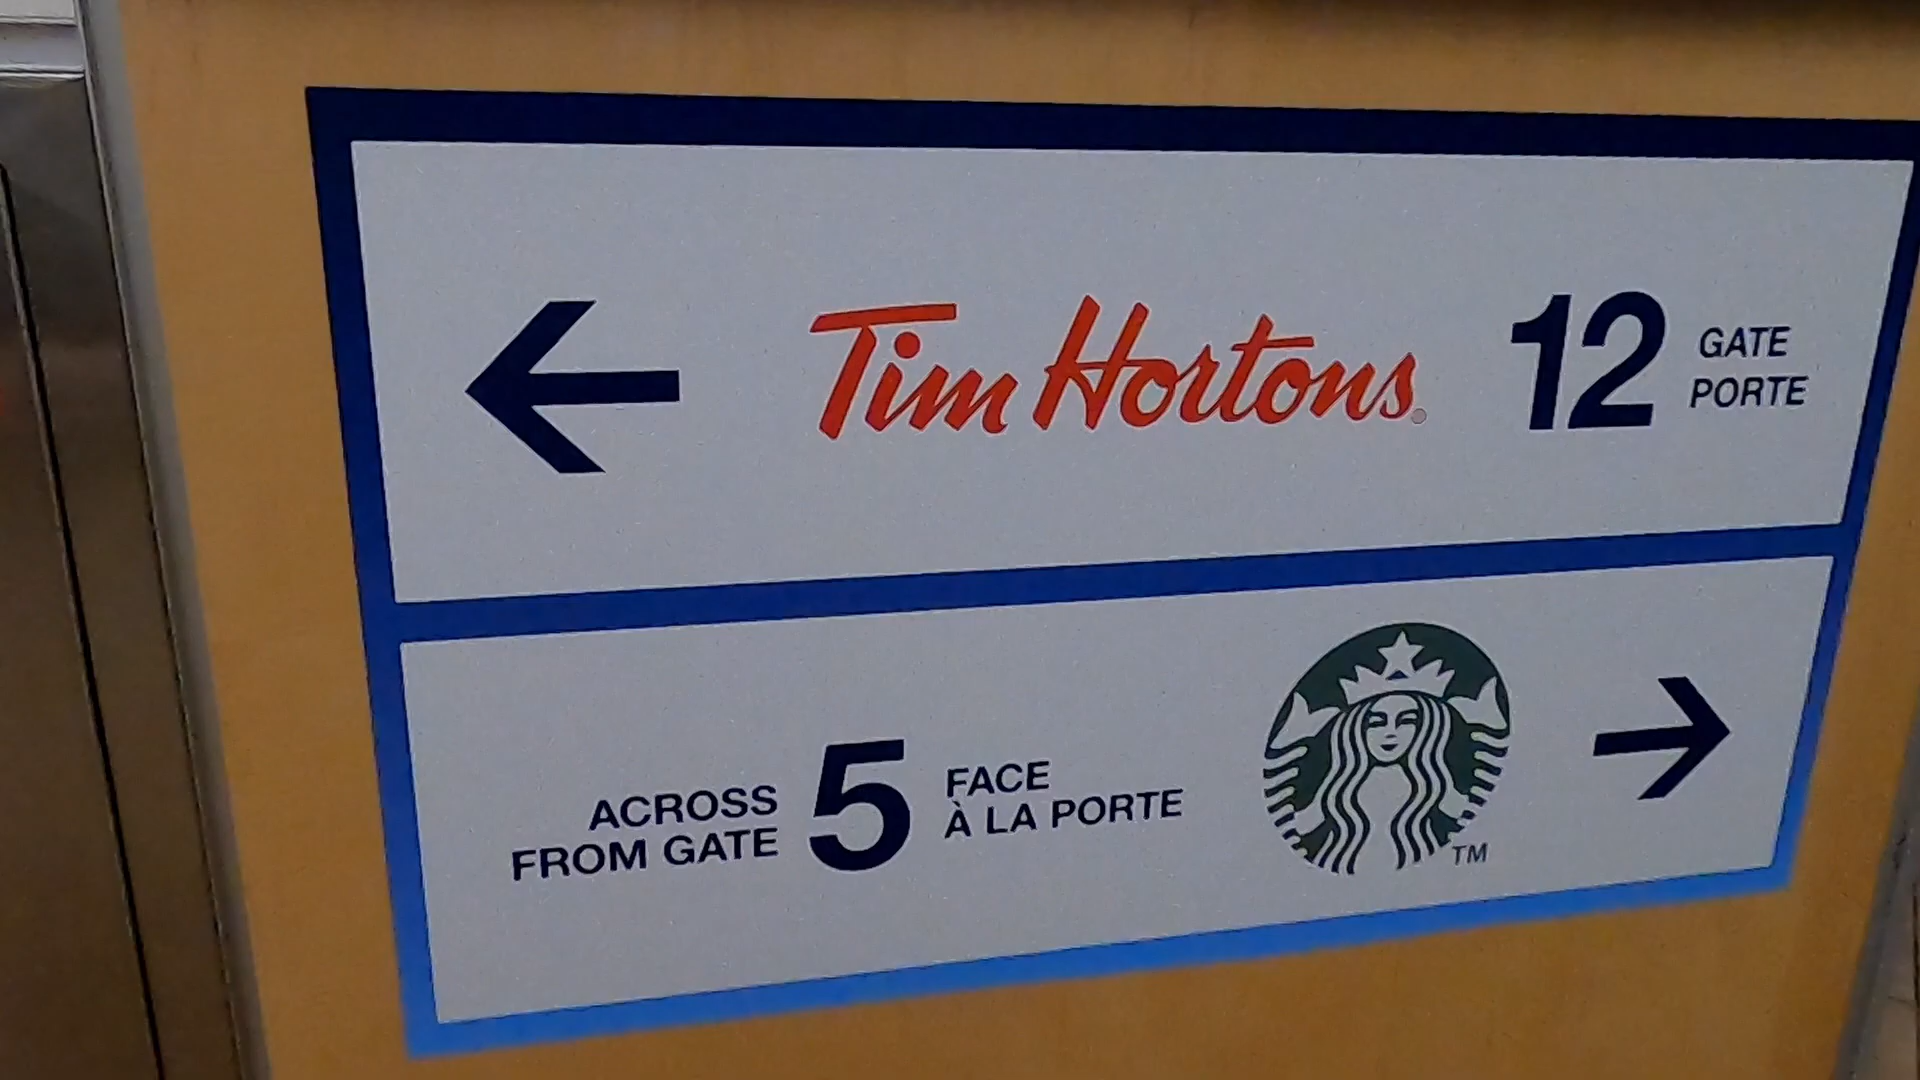 Tim Hortons
12
GATE
PORTE
ACROSS
FROM GATE
5
FACE
À LA PORTE
TM